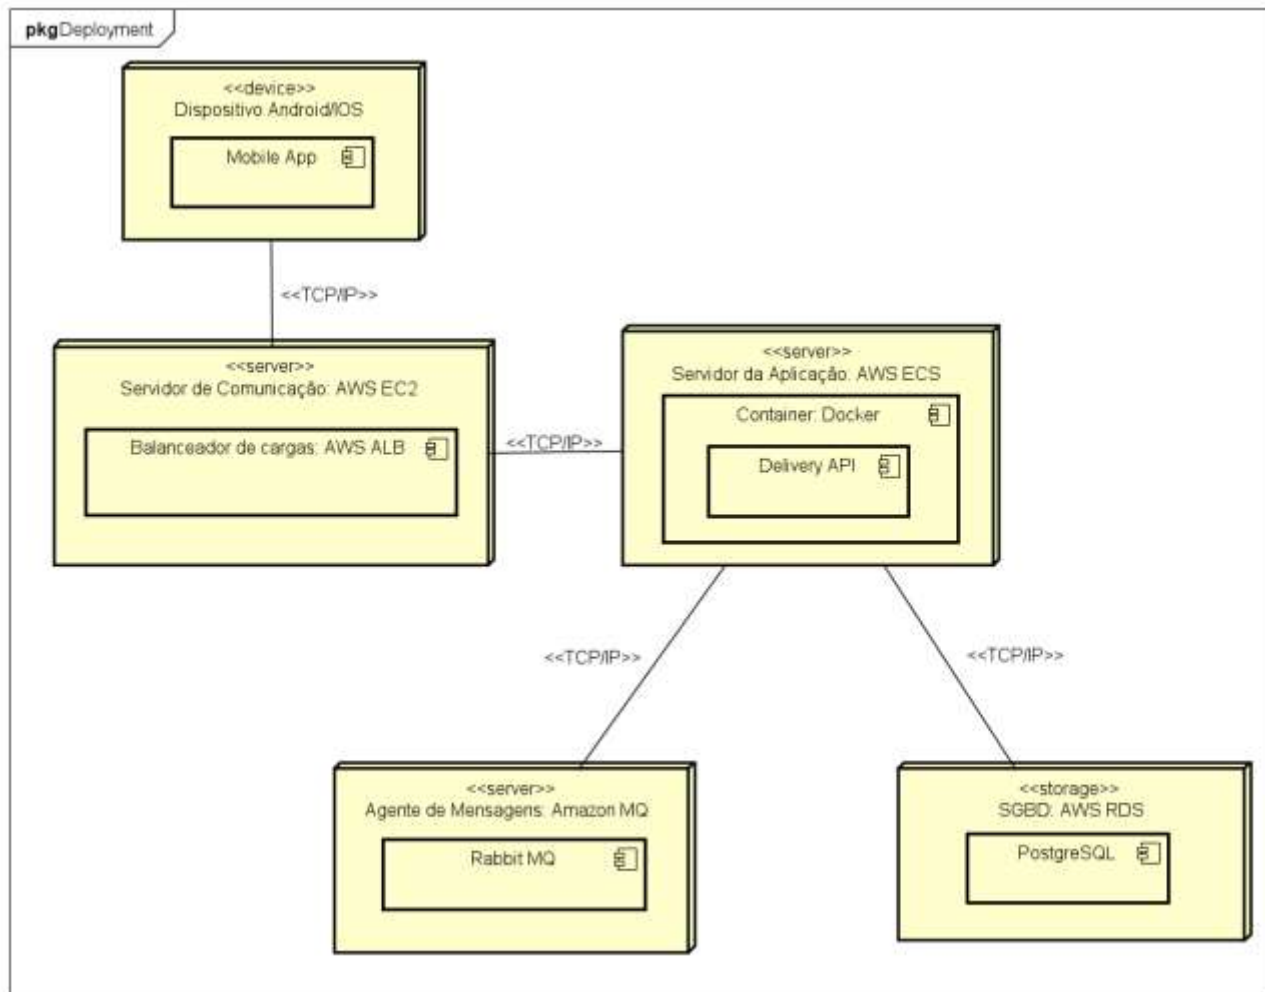 pkgDeployment
<<device>>
Dispositivo Android/IOS
Mobile App
<<TCP/IP>>
<<server>>
Servidor de Comunicação: AWS EC2
Balanceador de cargas: AWS ALB
<<TCP/IP>>
<<server>>
Servidor da Aplicação: AWS ECS
Container: Docker
Delivery API
<<TCP/IP>>
<<TCP/IP>>
<<server>>
Agente de Mensagens: Amazon MQ
Rabbit MQ
<<storage>>
SGBD: AWS RDS
PostgreSQL